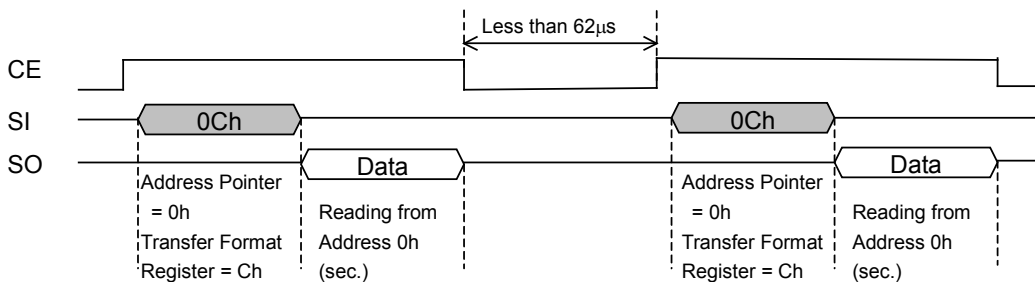 Less than 62μs
CE
SI 0Ch 0Ch
SO Data Data
Address Pointer
= 0h
Transfer Format
Register = Ch
Reading from
Address 0h
(sec.)
Address Pointer
= 0h
Transfer Format
Register = Ch
Reading from
Address 0h
(sec.)